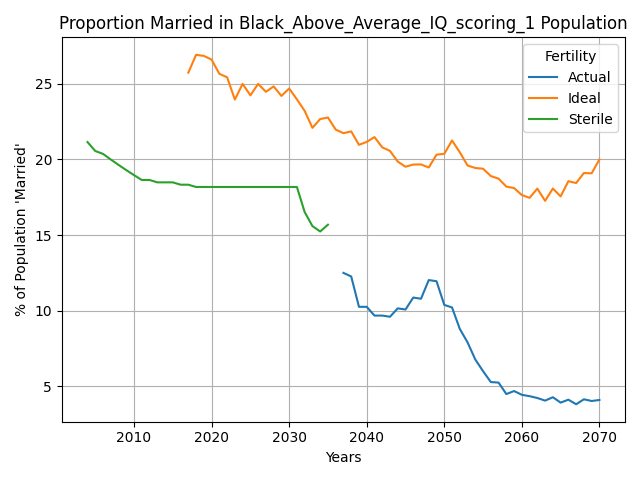 Proportion Married in Black_Above_Average_IQ_scoring_1 Population
Fertility
Actual
Ideal
Sterile
% of Population 'Married'
25
20
15
10
5
2010 2020 2030 2040 2050 2060 2070
Years